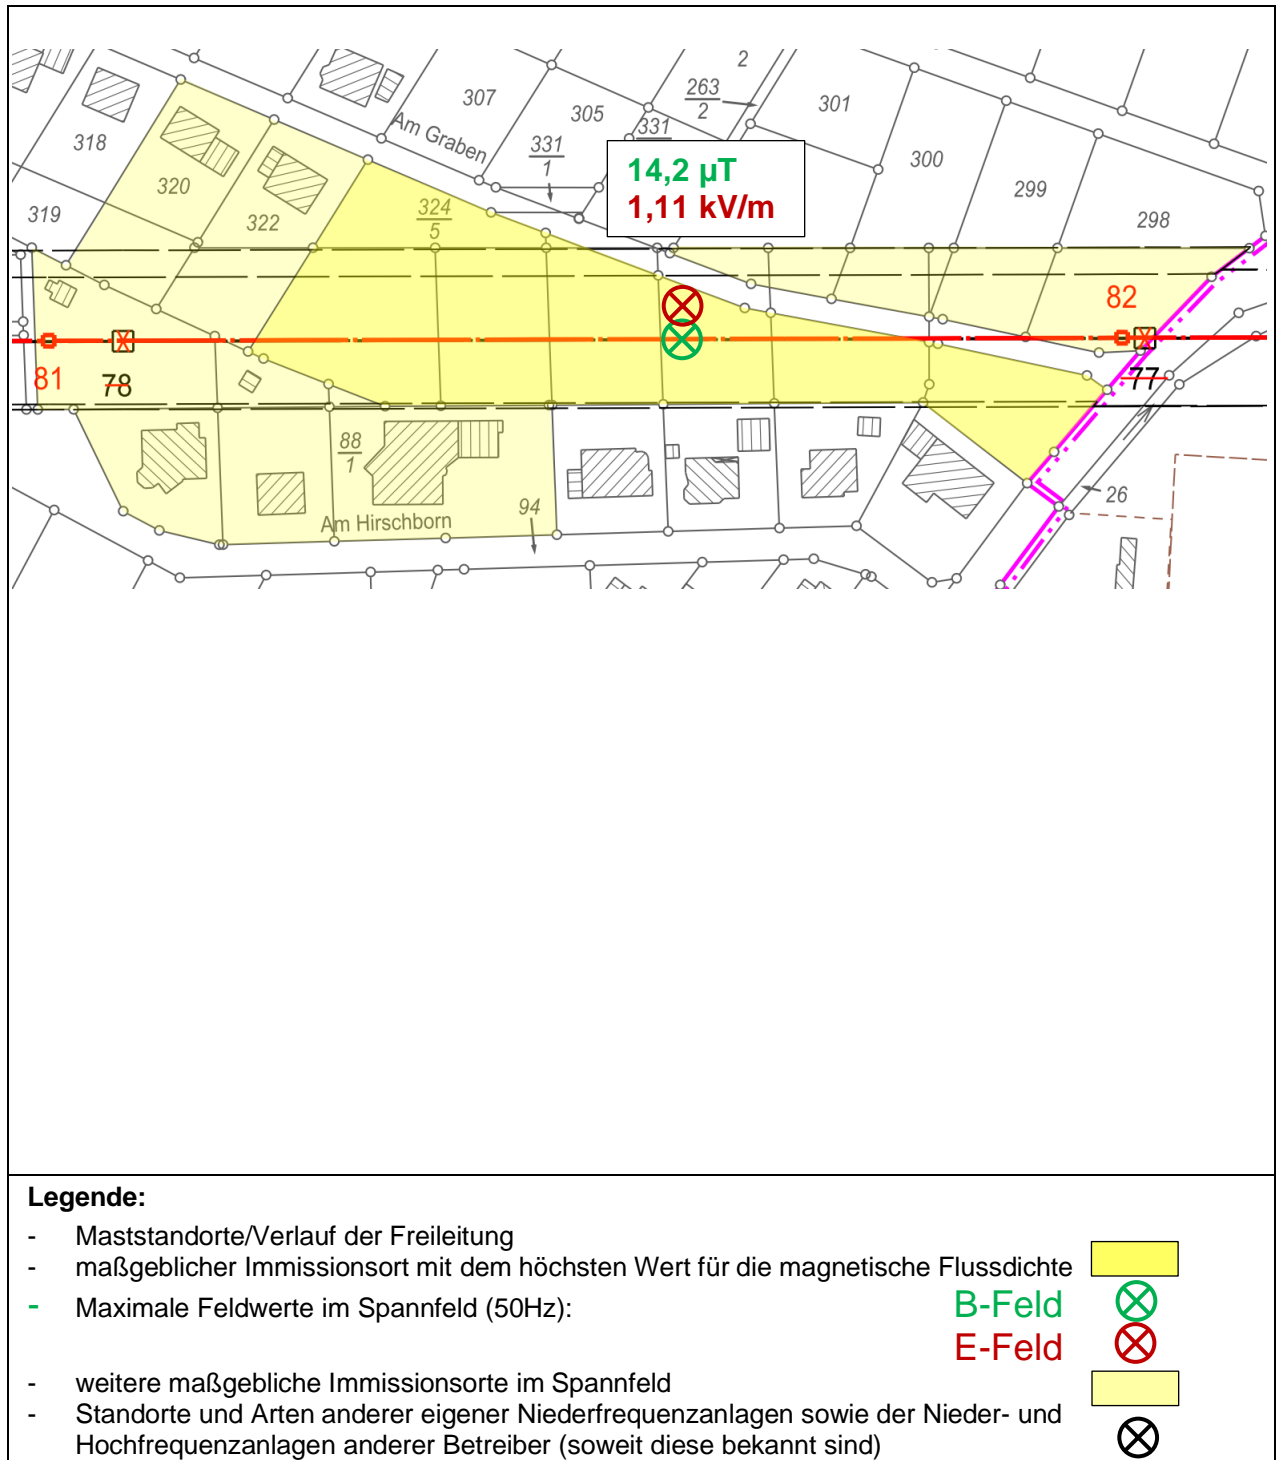 2
307
263
2
301
305
331
318
Am Graben
331
1
14,2 µT
1,11 kV/m
300
320
299
319
322
324
5
298
82
81
78
77
88
1
94
26
Am Hirschborn
Legende:
- Maststandorte/Verlauf der Freileitung
- maßgeblicher Immissionsort mit dem höchsten Wert für die magnetische Flussdichte
- Maximale Feldwerte im Spannfeld (50Hz): B-Feld
E-Feld
- weitere maßgebliche Immissionsorte im Spannfeld
- Standorte und Arten anderer eigener Niederfrequenzanlagen sowie der Nieder- und
Hochfrequenzanlagen anderer Betreiber (soweit diese bekannt sind)